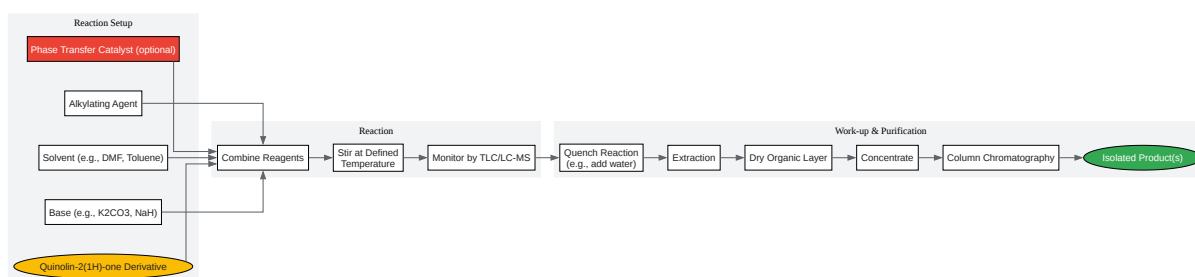 Reaction Setup
Phase Transfer Catalyst (optional)
Alkylating Agent
Solvent (e.g., DMF, Toluene)
Base (e.g., K2CO3, NaH)
Quinolin-2(1H)-one Derivative
Reaction
Combine Reagents
Stir at Defined
Temperature
Monitor by TLC/LC-MS
Work-up & Purification
Quench Reaction
(e.g., add water)
Extraction
Dry Organic Layer
Concentrate
Column Chromatography
Isolated Product(s)